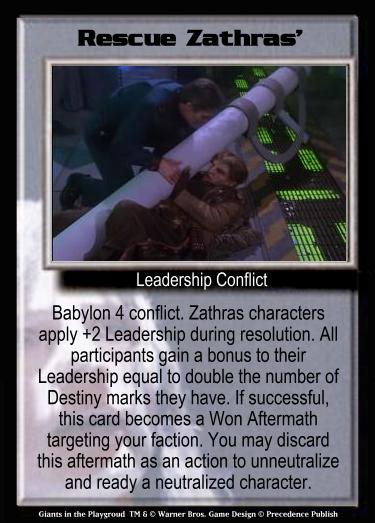 Rescue Zathras'
Leadership Conflict
Babylon 4 conflict. Zathras characters
apply +2 Leadership during resolution. All
participants gain a bonus to their
Leadership equal to double the number of
Destiny marks they have. If successful,
this card becomes a Won Aftermath
targeting your faction. You may discard
this aftermath as an action to unneutralize
and ready a neutralized character.
Giants in the Playgroud TM & © Warner Bros. Game Design © Precedence Publish